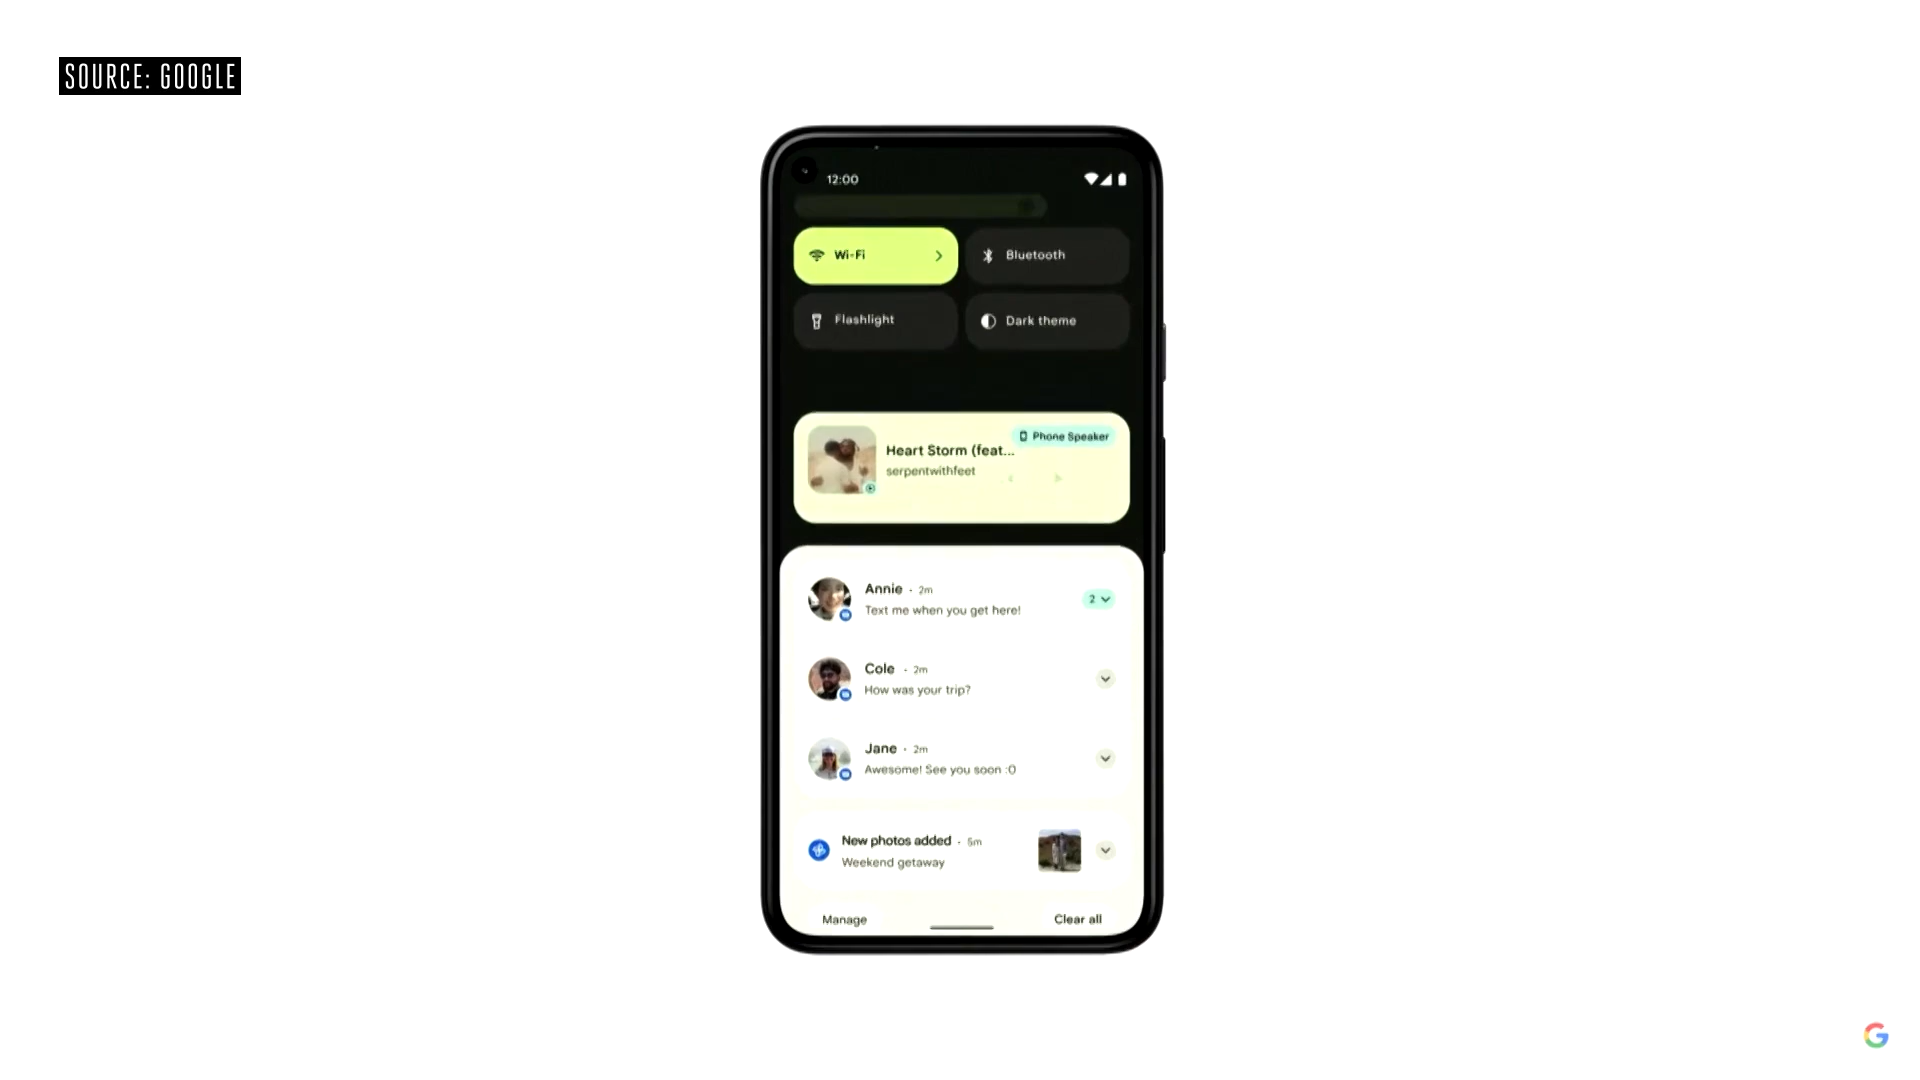 SOURCE: GOOGLE
12:00
Wi-Fi
Bluetooth
Flashlight
Dark theme
Phone Speaker
Heart Storm (feat...
serpentwithfeet
Annie · 2m
2
Text me when you get here!
Cole · 2m
How was your trip?
Jane · 2m
Awesome! See you soon :O
New photos added · 5m
Weekend getaway
Manage
Clear all